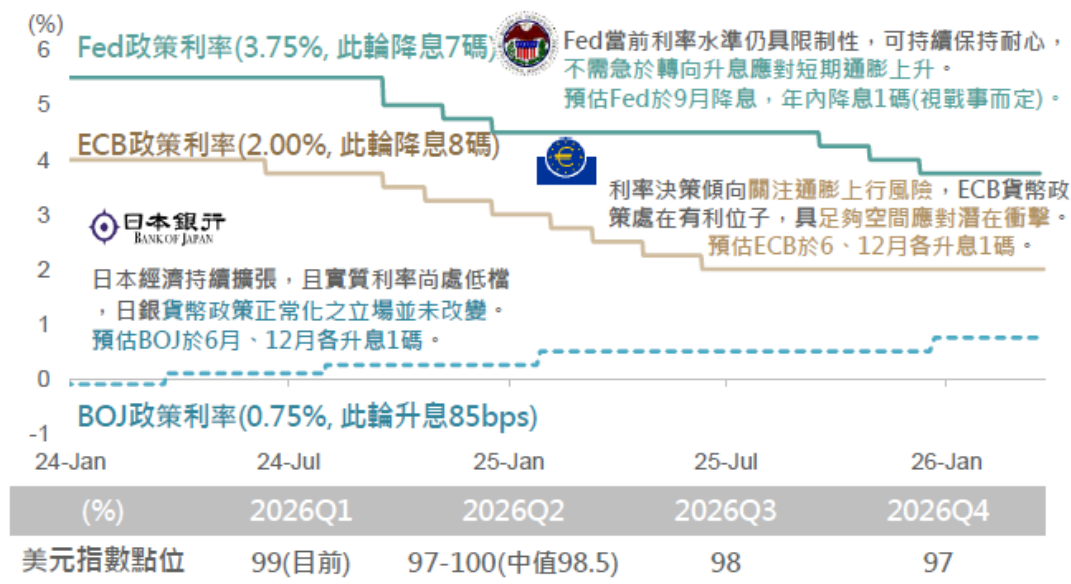 (%)
6
5
4
3
2
1
0
-1
Fed政策利率(3.75%, 此輪降息7碼)
Fed當前利率水準仍具限制性，可持續保持耐心，
不需急於轉向升息應對短期通膨上升。
預估Fed於9月降息，年內降息1碼(視戰事而定)。
ECB政策利率(2.00%, 此輪降息8碼)
利率決策傾向關注通膨上行風險，ECB貨幣政
策處在有利位子，具足夠空間應對潛在衝擊。
預估ECB於6、12月各升息1碼。
日本銀行
BANK OF JAPAN
日本經濟持續擴張，且實質利率尚處低檔
，日銀貨幣政策正常化之立場並未改變。
預估BOJ於6月、12月各升息1碼。
BOJ政策利率(0.75%, 此輪升息85bps)
24-Jan 24-Jul 25-Jan 25-Jul 26-Jan
(%) 2026Q1 2026Q2 2026Q3 2026Q4
美元指數點位 99(目前) 97-100(中值98.5) 98 97